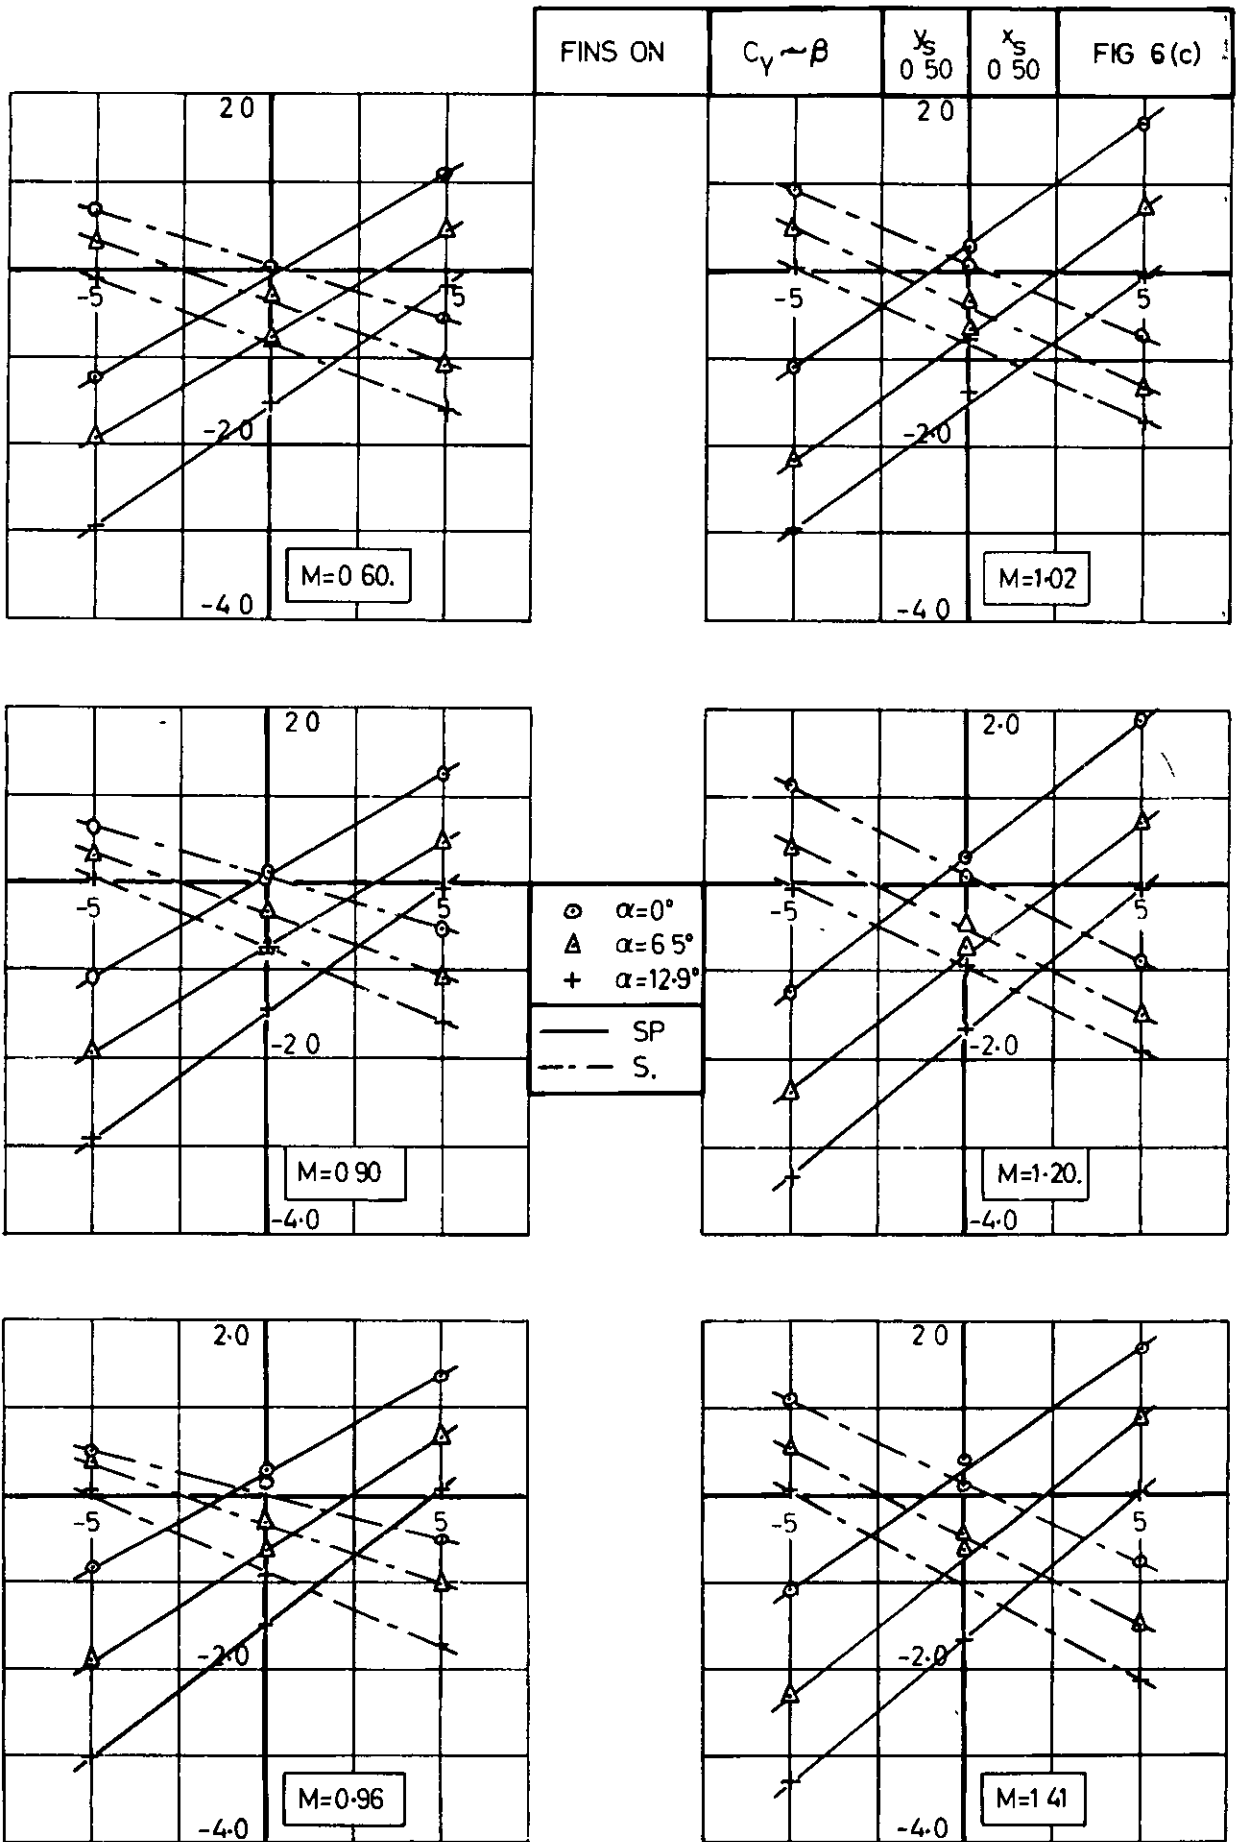 FINS ON C_Y ~ β y_S 0 50 x_S 0 50 FIG 6 (c)
2 0
-5 5
-2 0
M=0 60.
-4 0
2 0
-5 5
-2·0
M=1·02
-4 0
2 0
-5 5
-2 0
M=0 90
-4·0
⊙ α=0°
△ α=6 5°
+ α=12·9°
—— SP
— - — S.
2·0
-5 5
-2·0
M=1·20.
-4·0
2·0
-5 5
-2·0
M=0·96
-4·0
2 0
-5 5
-2·0
M=1 41
-4·0